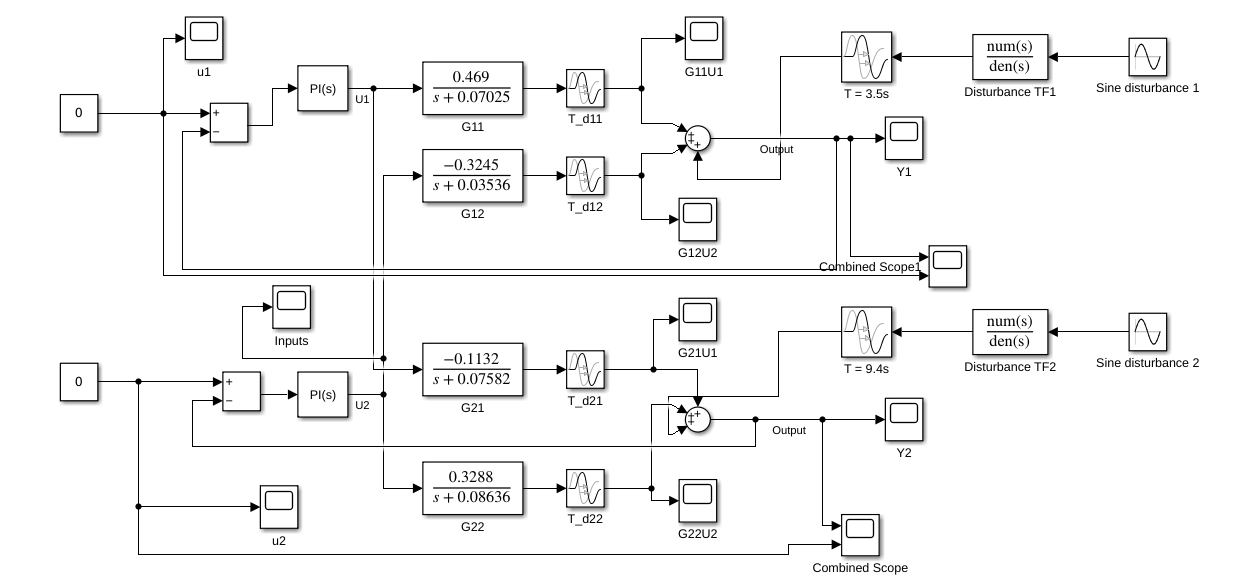 u1
0
+
−
PI(s)
U1
0.469
s + 0.07025
G11
T_d11
G11U1
T = 3.5s
num(s)
den(s)
Disturbance TF1
Sine disturbance 1
−0.3245
s + 0.03536
G12
T_d12
+
+
+
Output
Y1
G12U2
Combined Scope1
Inputs
0
+
−
PI(s)
U2
−0.1132
s + 0.07582
G21
T_d21
G21U1
T = 9.4s
num(s)
den(s)
Disturbance TF2
Sine disturbance 2
+
+
+
Output
Y2
0.3288
s + 0.08636
G22
T_d22
G22U2
u2
Combined Scope